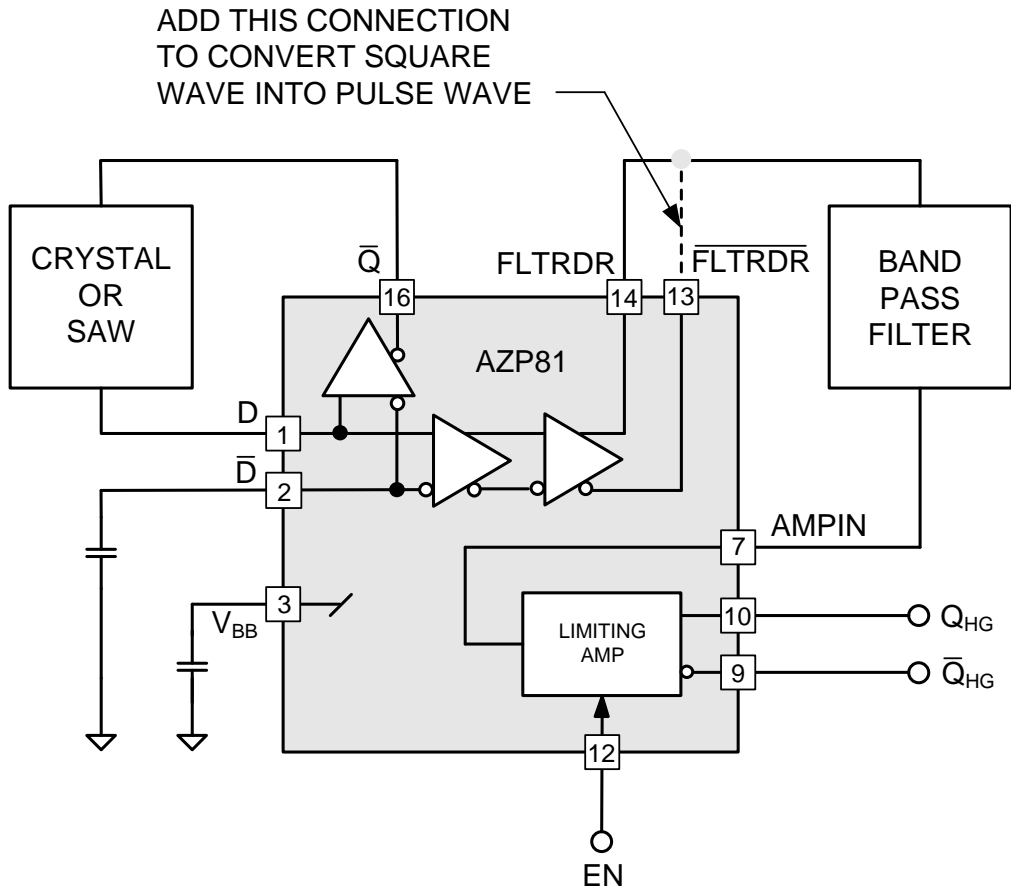 ADD THIS CONNECTION
TO CONVERT SQUARE
WAVE INTO PULSE WAVE
CRYSTAL
OR
SAW
Q̅
FLTRDR
F̅L̅T̅R̅D̅R̅
BAND
PASS
FILTER
16
14
13
AZP81
D
1
D̅
2
AMPIN
7
3
V_BB
LIMITING
AMP
10
Q_HG
9
Q̅_HG
12
EN